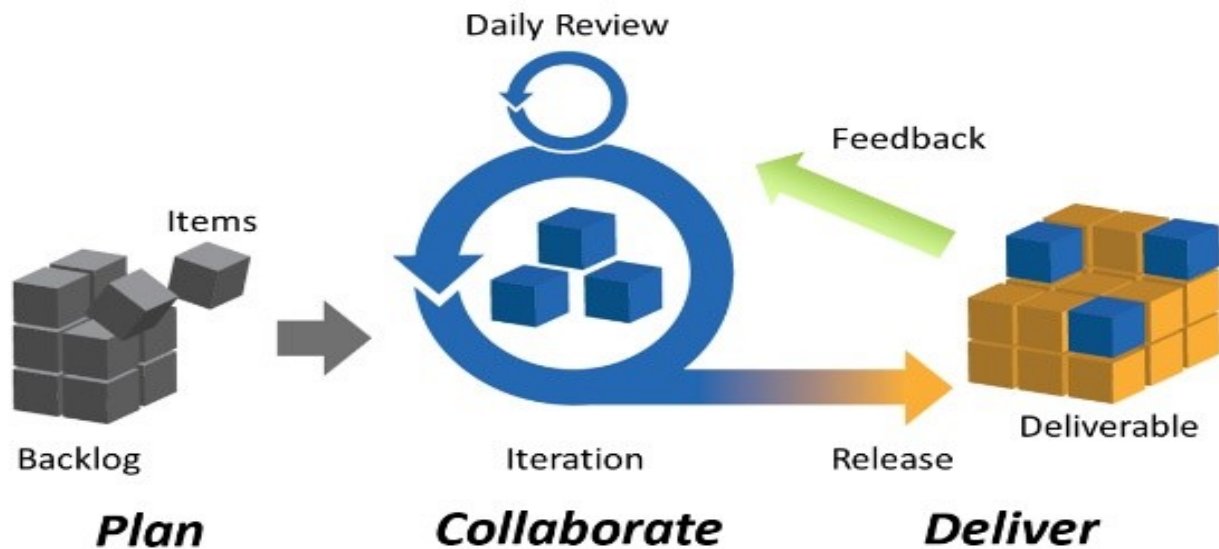 Daily Review
Feedback
Items
Deliverable
Backlog
Iteration
Release
Plan
Collaborate
Deliver